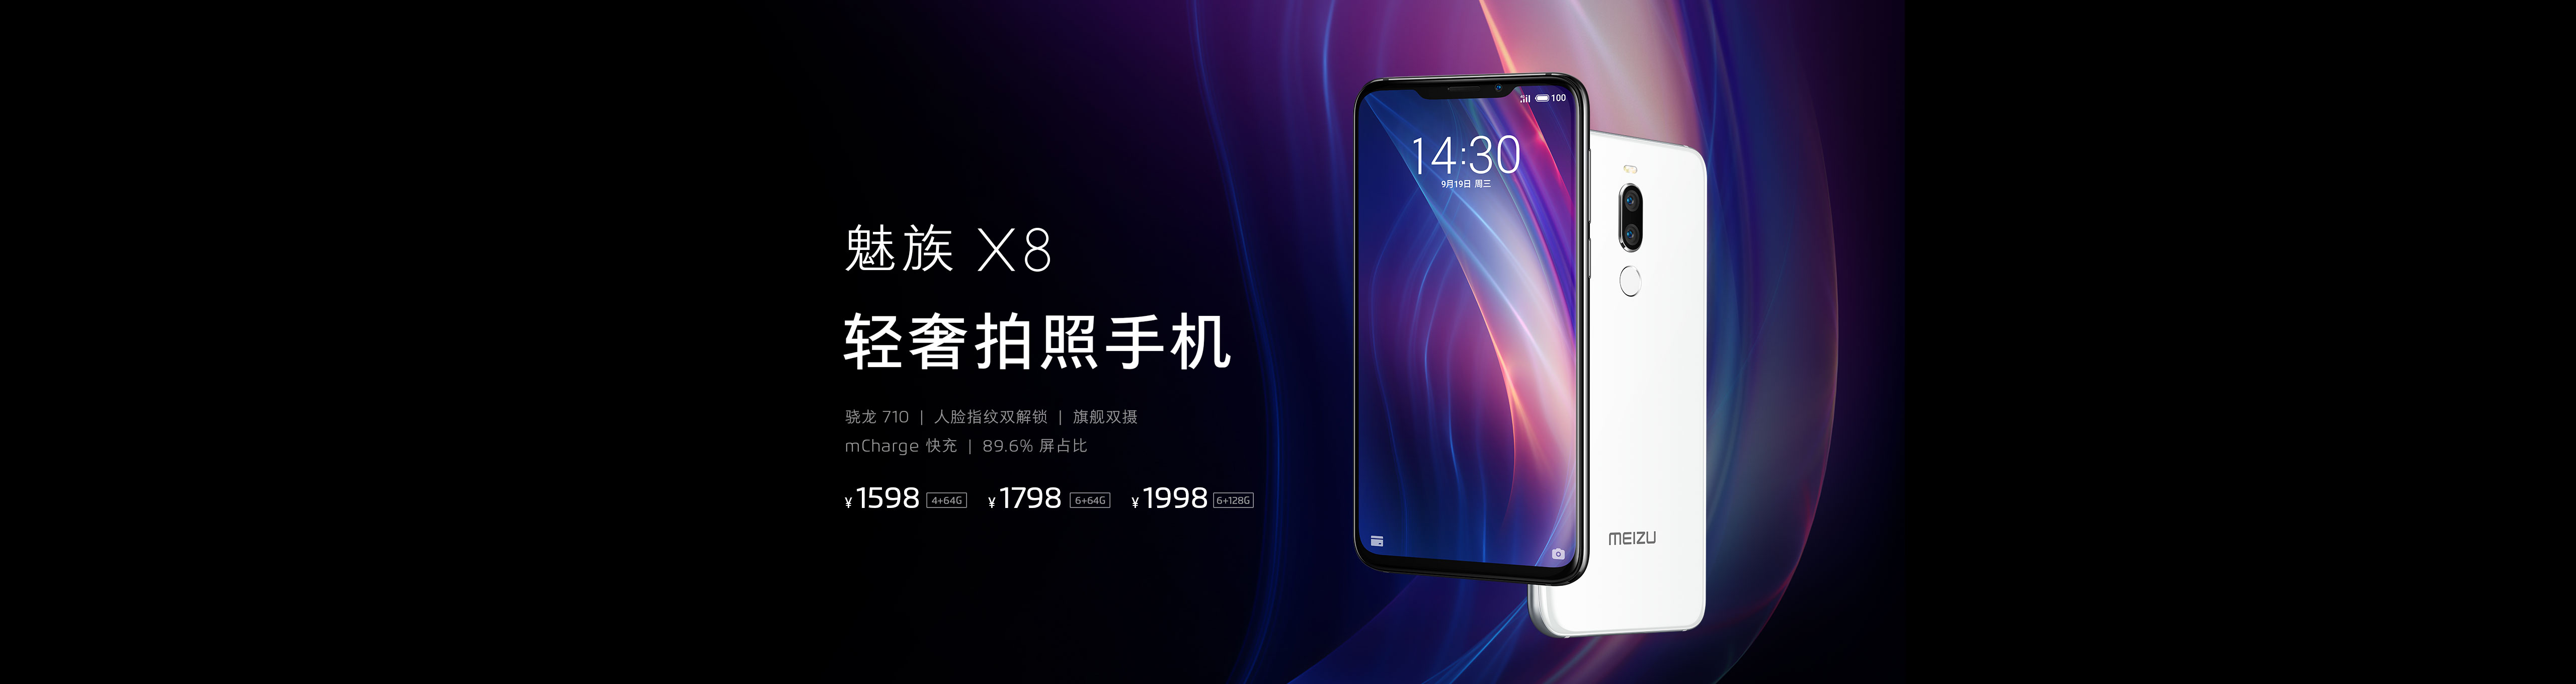 魅族 X8
轻奢拍照手机
骁龙 710 | 人脸指纹双解锁 | 旗舰双摄
mCharge 快充 | 89.6% 屏占比
¥1598 4+64G ¥1798 6+64G ¥1998 6+128G
100
14:30
9月19日 周三
MEIZU